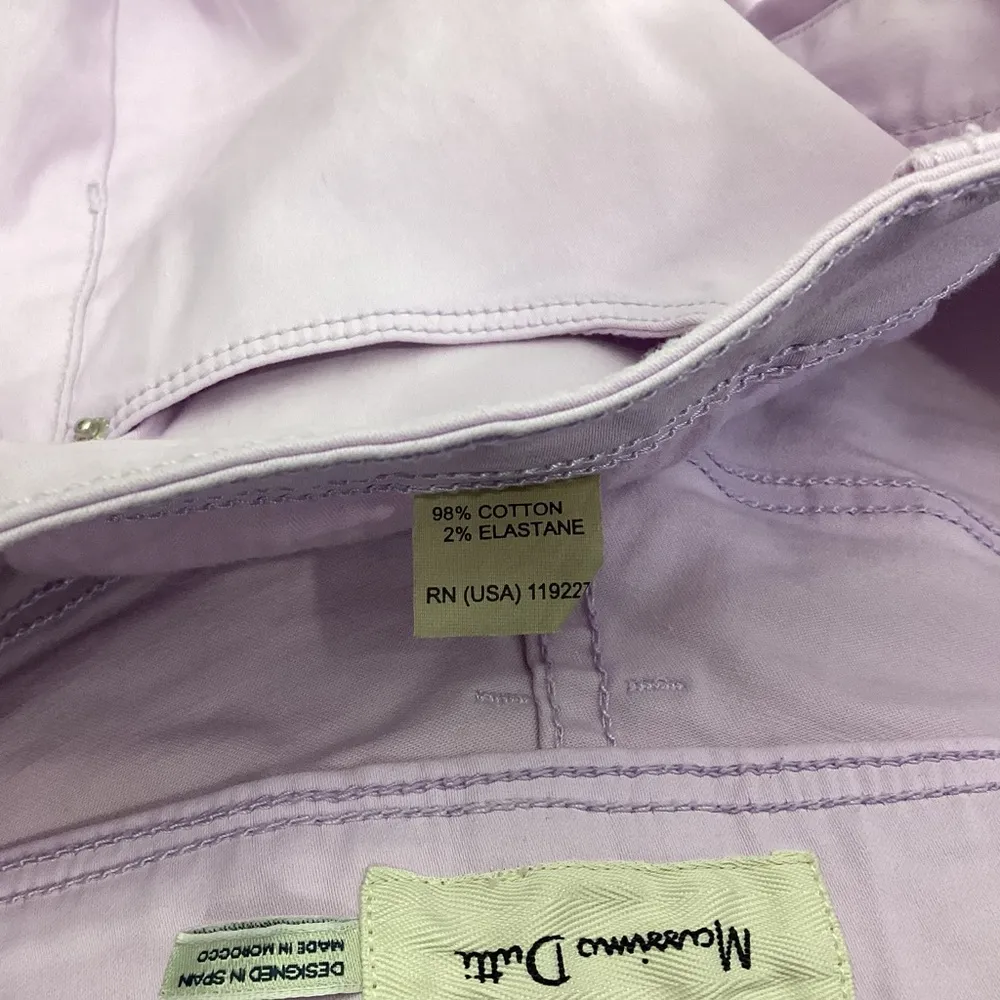 98% COTTON
2% ELASTANE
RN (USA) 119227
Massimo Dutti
DESIGNED IN SPAIN
MADE IN MOROCCO